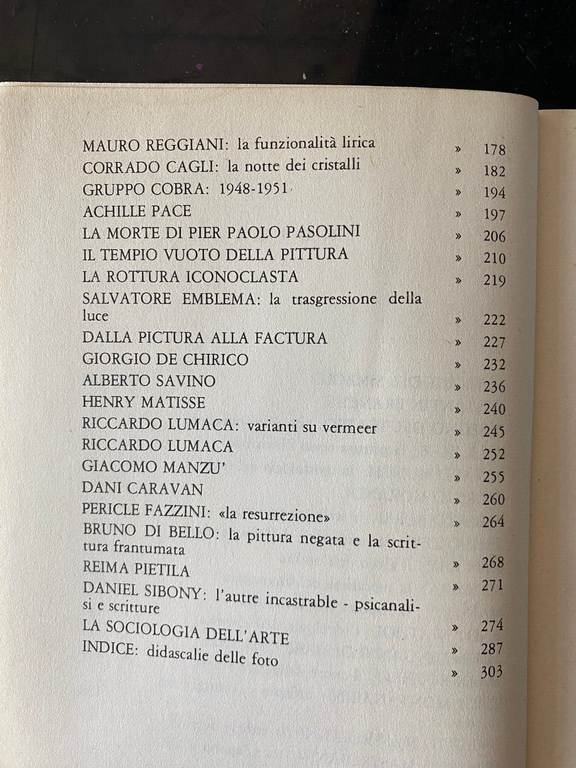 MAURO REGGIANI: la funzionalità lirica » 178
CORRADO CAGLI: la notte dei cristalli » 182
GRUPPO COBRA: 1948-1951 » 194
ACHILLE PACE » 197
LA MORTE DI PIER PAOLO PASOLINI » 206
IL TEMPIO VUOTO DELLA PITTURA » 210
LA ROTTURA ICONOCLASTA » 219
SALVATORE EMBLEMA: la trasgressione della
luce » 222
DALLA PICTURA ALLA FACTURA » 227
GIORGIO DE CHIRICO » 232
ALBERTO SAVINO » 236
HENRY MATISSE » 240
RICCARDO LUMACA: varianti su vermeer » 245
RICCARDO LUMACA » 252
GIACOMO MANZU' » 255
DANI CARAVAN » 260
PERICLE FAZZINI: «la resurrezione» » 264
BRUNO DI BELLO: la pittura negata e la scrit-
tura frantumata » 268
REIMA PIETILA » 271
DANIEL SIBONY: l'autre incastrable - psicanali-
si e scritture » 274
LA SOCIOLOGIA DELL'ARTE » 287
INDICE: didascalie delle foto » 303